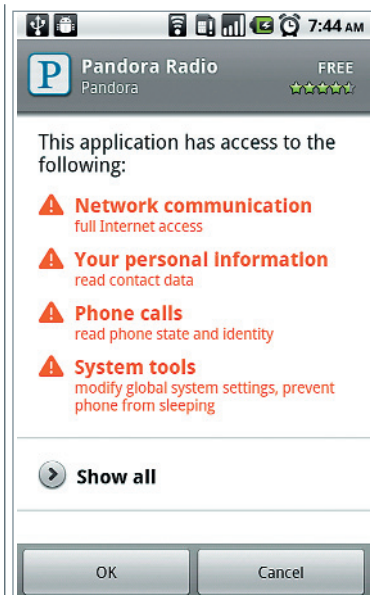 7:44 AM
P Pandora Radio FREE
Pandora
This application has access to the
following:
Network communication
full Internet access
Your personal information
read contact data
Phone calls
read phone state and identity
System tools
modify global system settings, prevent
phone from sleeping
Show all
OK Cancel